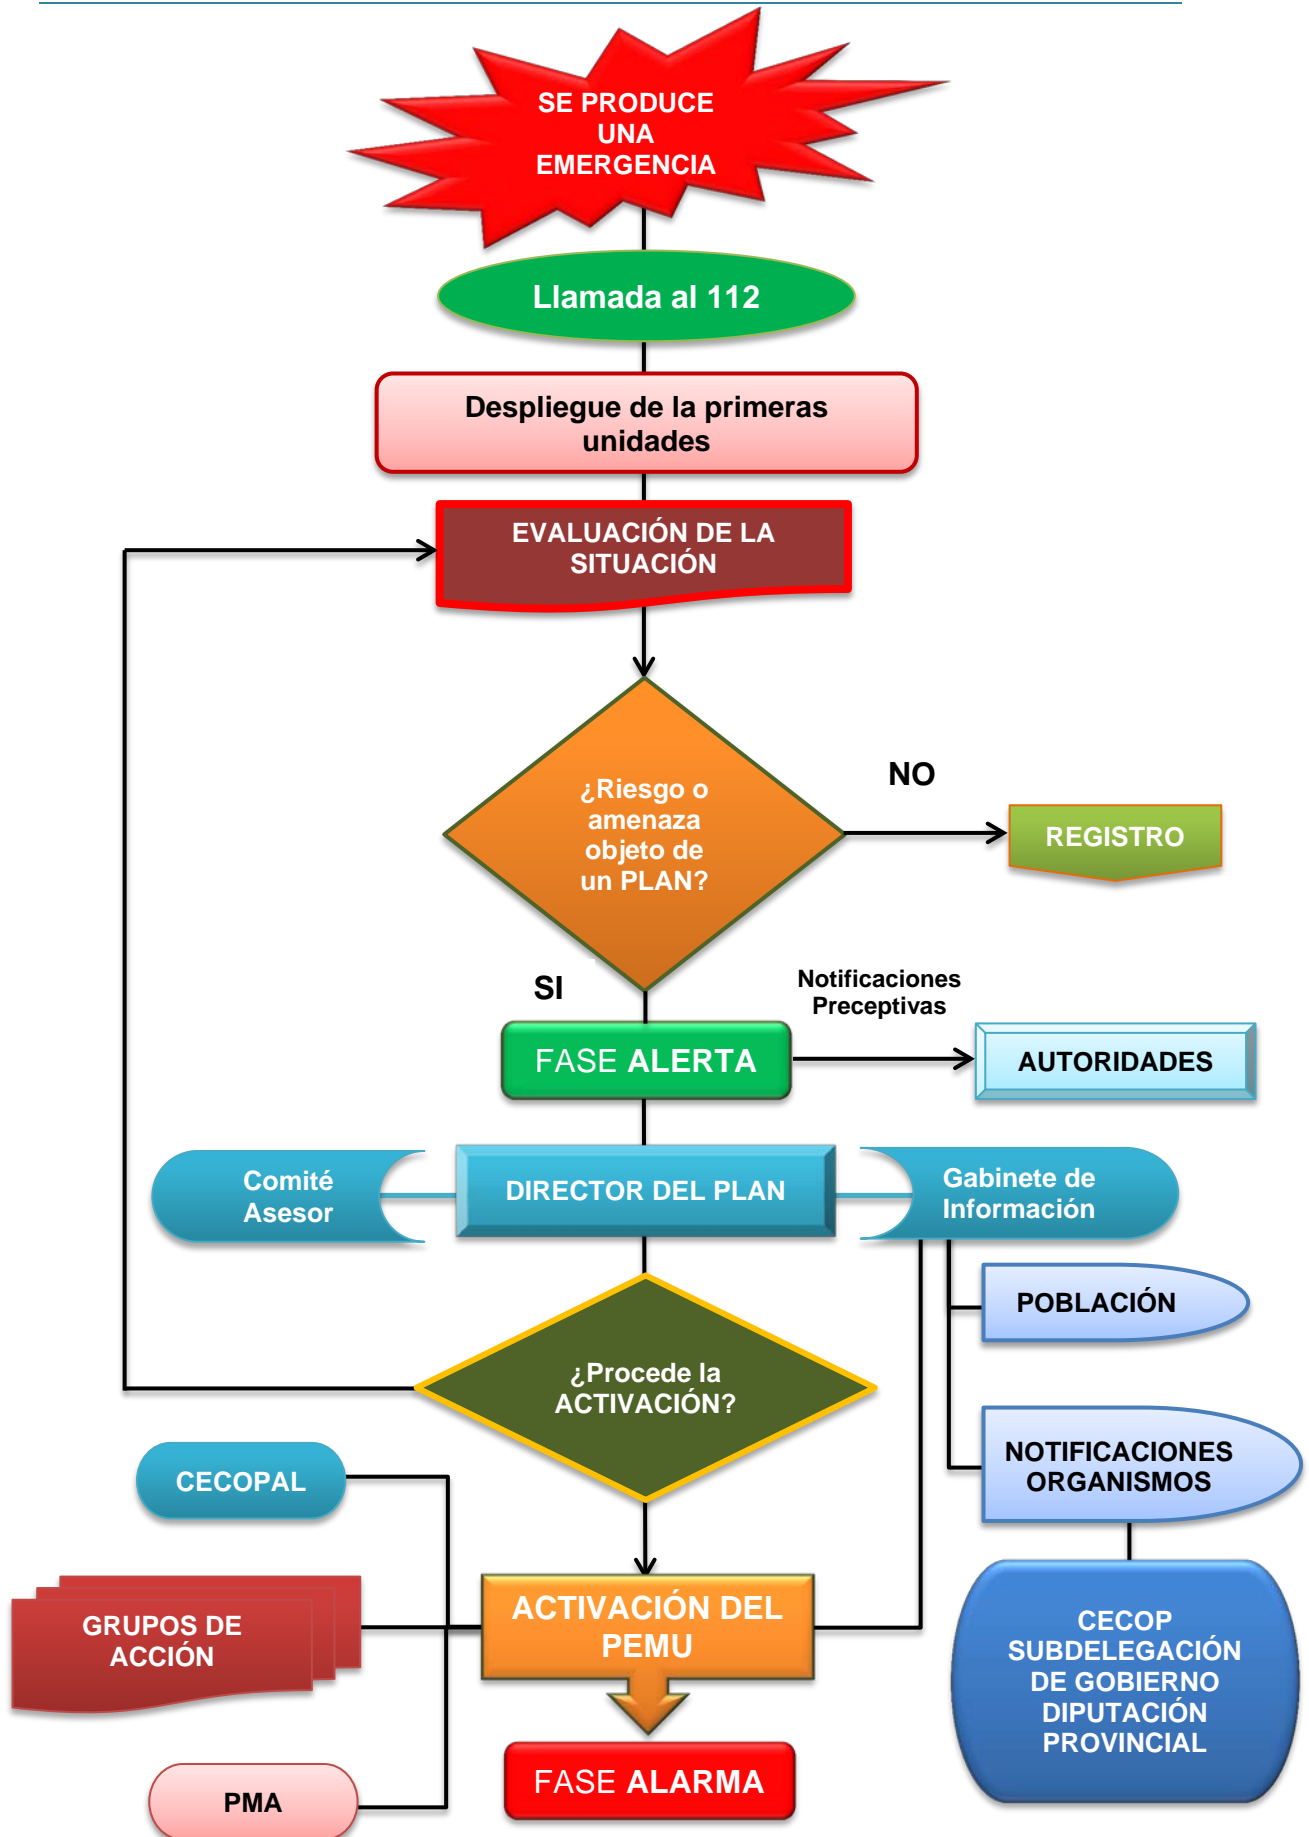 SE PRODUCE
UNA
EMERGENCIA
Llamada al 112
Despliegue de la primeras
unidades
EVALUACIÓN DE LA
SITUACIÓN
¿Riesgo o
amenaza
objeto de
un PLAN?
NO
REGISTRO
SI
Notificaciones
Preceptivas
FASE ALERTA
AUTORIDADES
Comité
Asesor
DIRECTOR DEL PLAN
Gabinete de
Información
POBLACIÓN
¿Procede la
ACTIVACIÓN?
NOTIFICACIONES
ORGANISMOS
CECOPAL
GRUPOS DE
ACCIÓN
ACTIVACIÓN DEL
PEMU
CECOP
SUBDELEGACIÓN
DE GOBIERNO
DIPUTACIÓN
PROVINCIAL
PMA
FASE ALARMA